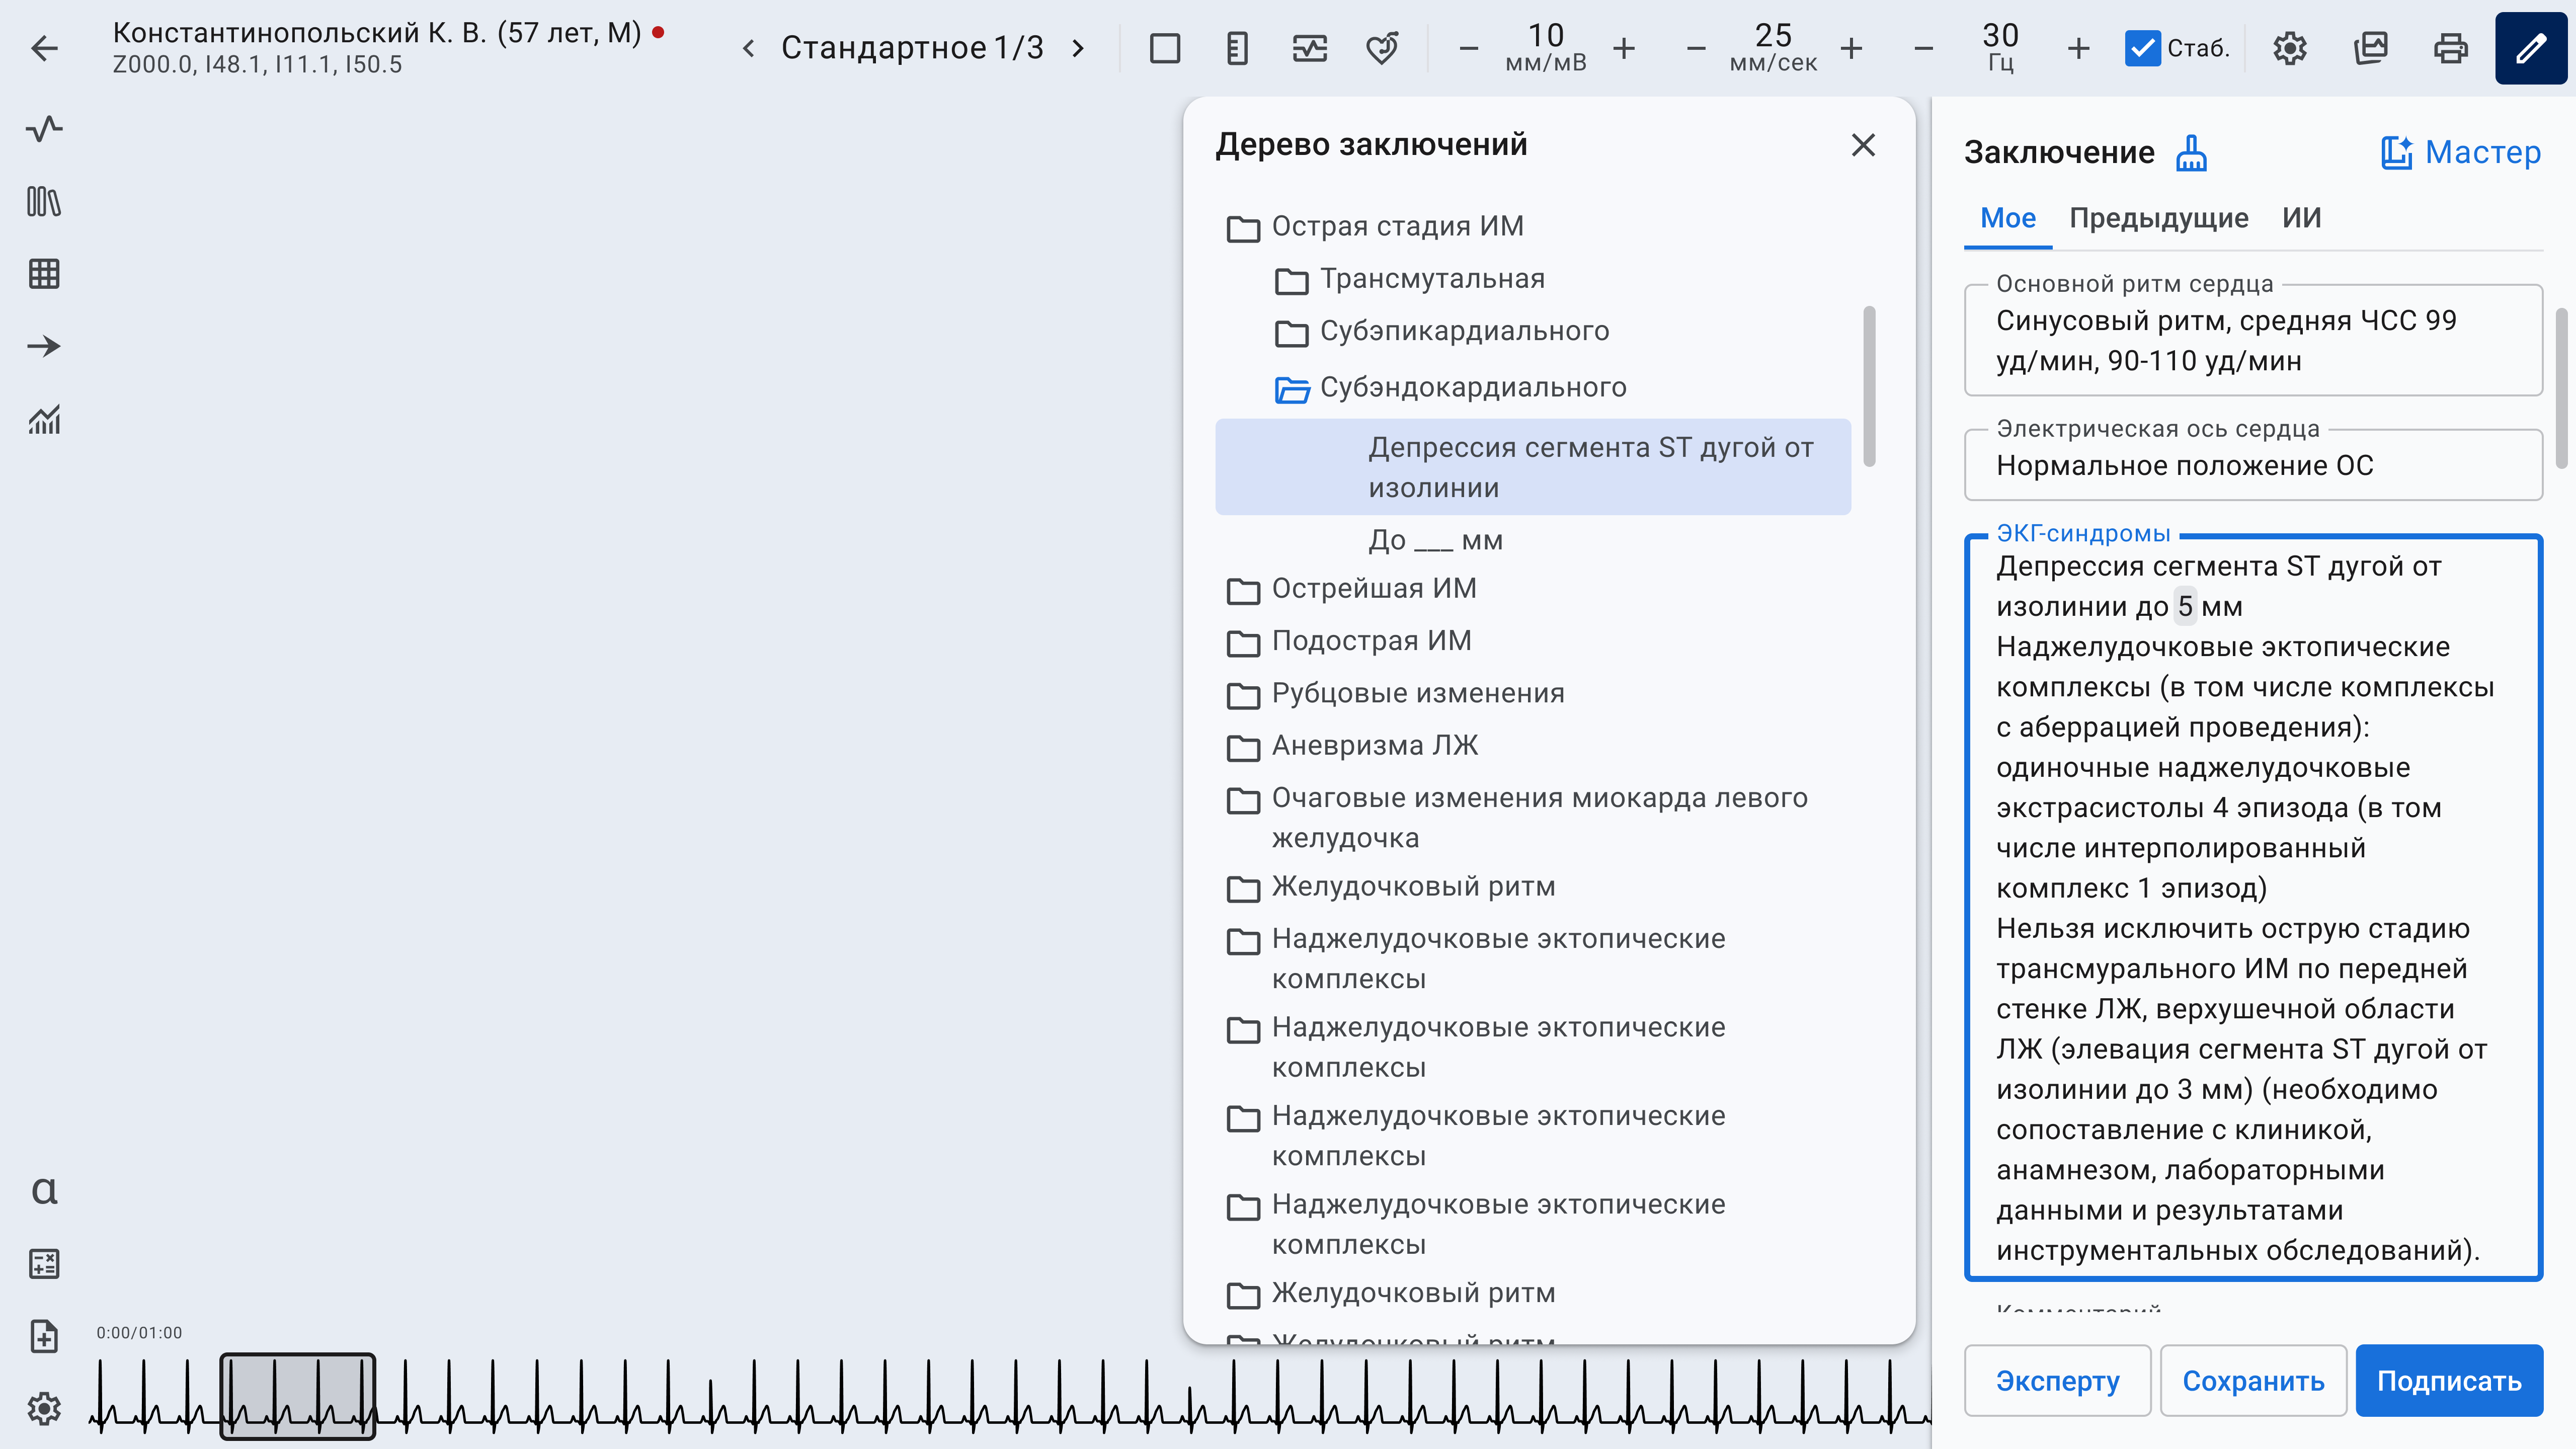 Константинопольский К. В. (57 лет, М)
Z000.0, I48.1, I11.1, I50.5
Стандартное 1/3
10
мм/мВ
25
мм/сек
30
Гц
Стаб.
Дерево заключений
Острая стадия ИМ
Трансмутальная
Субэпикардиального
Субэндокардиального
Депрессия сегмента ST дугой от
изолинии
До ___ мм
Острейшая ИМ
Подострая ИМ
Рубцовые изменения
Аневризма ЛЖ
Очаговые изменения миокарда левого
желудочка
Желудочковый ритм
Наджелудочковые эктопические
комплексы
Наджелудочковые эктопические
комплексы
Наджелудочковые эктопические
комплексы
Наджелудочковые эктопические
комплексы
Желудочковый ритм
Желудочковый ритм
Заключение
Мастер
Мое
Предыдущие
ИИ
Основной ритм сердца
Синусовый ритм, средняя ЧСС 99
уд/мин, 90-110 уд/мин
Электрическая ось сердца
Нормальное положение ОС
ЭКГ-синдромы
Депрессия сегмента ST дугой от
изолинии до 5 мм
Наджелудочковые эктопические
комплексы (в том числе комплексы
с аберрацией проведения):
одиночные наджелудочковые
экстрасистолы 4 эпизода (в том
числе интерполированный
комплекс 1 эпизод)
Нельзя исключить острую стадию
трансмурального ИМ по передней
стенке ЛЖ, верхушечной области
ЛЖ (элевация сегмента ST дугой от
изолинии до 3 мм) (необходимо
сопоставление с клиникой,
анамнезом, лабораторными
данными и результатами
инструментальных обследований).
Комментарий
Эксперту
Сохранить
Подписать
α
0:00/01:00